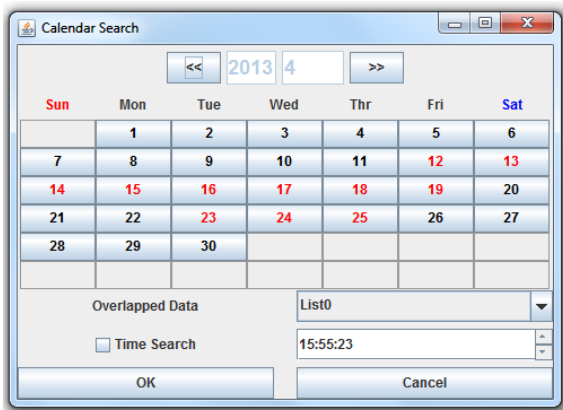 Calendar Search
<< 2013 4 >>
Sun Mon Tue Wed Thr Fri Sat
1 2 3 4 5 6
7 8 9 10 11 12 13
14 15 16 17 18 19 20
21 22 23 24 25 26 27
28 29 30
Overlapped Data List0
Time Search 15:55:23
OK Cancel